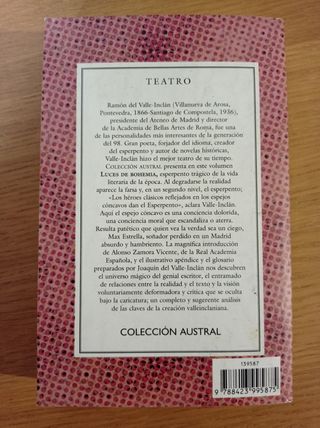 TEATRO
Ramón del Valle-Inclán (Villanueva de Arosa,
Pontevedra, 1866-Santiago de Compostela, 1936),
presidente del Ateneo de Madrid y director
de la Academia de Bellas Artes de Roma, fue una
de las personalidades más interesantes de la generación
del 98. Gran poeta, forjador del idioma, creador
del esperpento y autor de novelas históricas,
Valle-Inclán hizo el mejor teatro de su tiempo.
COLECCIÓN AUSTRAL presenta en este volumen
LUCES DE BOHEMIA, esperpento trágico de la vida
literaria de la época. Al degradarse la realidad
aparece la farsa y, en un segundo nivel, el esperpento;
«Los héroes clásicos reflejados en los espejos
cóncavos dan el Esperpento», aclara Valle-Inclán.
Aquí el espejo cóncavo es una conciencia dolorida,
una conciencia moral que escandaliza o aterra.
Resulta patético que quien vea la verdad sea un ciego,
Max Estrella, soñador perdido en un Madrid
absurdo y hambriento. La magnífica introducción
de Alonso Zamora Vicente, de la Real Academia
Española, y el ilustrativo apéndice y el glosario
preparados por Joaquín del Valle-Inclán nos descubren
el universo mágico del genial escritor, el entramado
de relaciones entre la realidad y el texto y la visión
voluntariamente deformadora y crítica que se oculta
bajo la caricatura; un completo y sugerente análisis
de las claves de la creación valleinclaniana.
COLECCIÓN AUSTRAL
139587
9 788423 995875